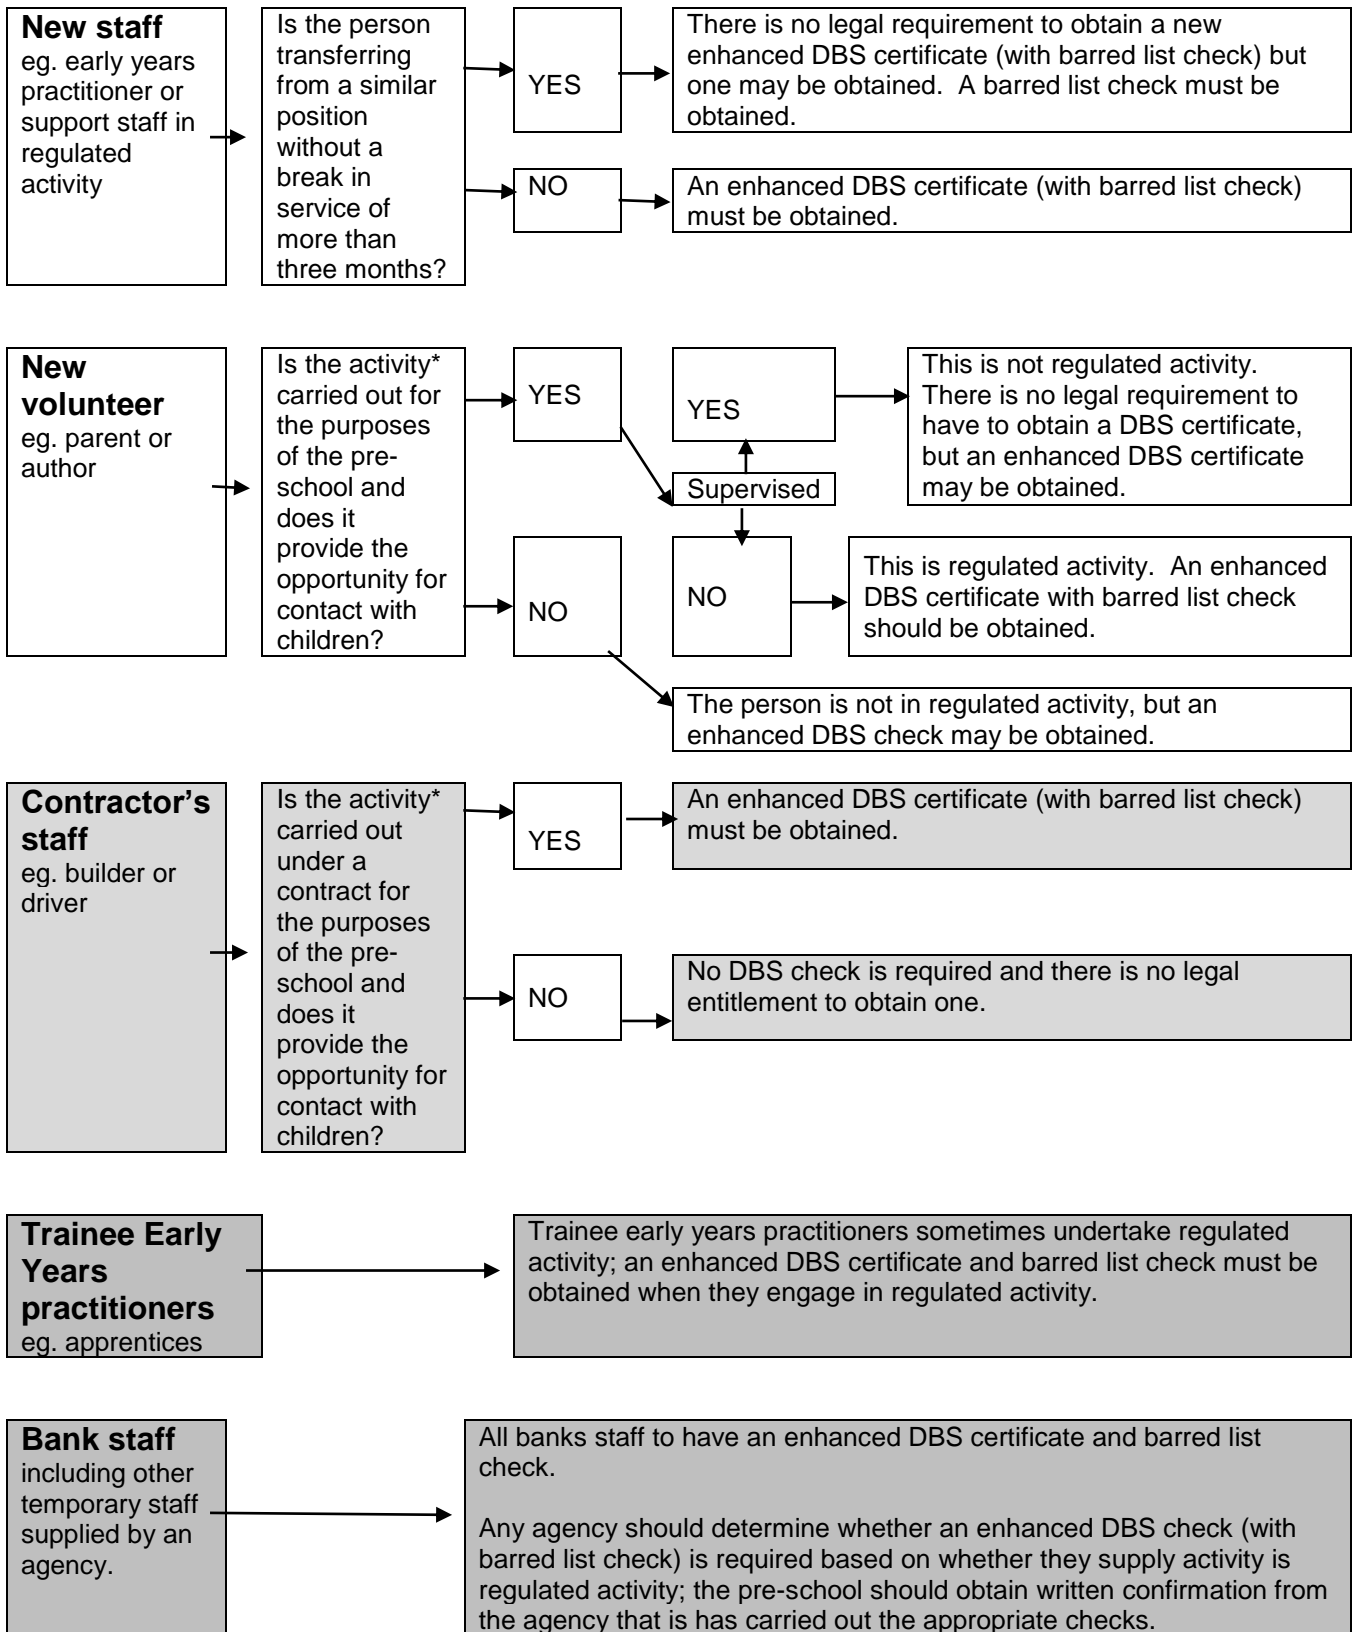 New staff
eg. early years
practitioner or
support staff in
regulated
activity
Is the person
transferring
from a similar
position
without a
break in
service of
more than
three months?
YES
There is no legal requirement to obtain a new
enhanced DBS certificate (with barred list check) but
one may be obtained. A barred list check must be
obtained.
NO
An enhanced DBS certificate (with barred list check)
must be obtained.
New
volunteer
eg. parent or
author
Is the activity*
carried out for
the purposes
of the pre-
school and
does it
provide the
opportunity for
contact with
children?
YES
Supervised
YES
This is not regulated activity.
There is no legal requirement to
have to obtain a DBS certificate,
but an enhanced DBS certificate
may be obtained.
NO
This is regulated activity. An enhanced
DBS certificate with barred list check
should be obtained.
NO
The person is not in regulated activity, but an
enhanced DBS check may be obtained.
Contractor's
staff
eg. builder or
driver
Is the activity*
carried out
under a
contract for
the purposes
of the pre-
school and
does it
provide the
opportunity for
contact with
children?
YES
An enhanced DBS certificate (with barred list check)
must be obtained.
NO
No DBS check is required and there is no legal
entitlement to obtain one.
Trainee Early
Years
practitioners
eg. apprentices
Trainee early years practitioners sometimes undertake regulated
activity; an enhanced DBS certificate and barred list check must be
obtained when they engage in regulated activity.
Bank staff
including other
temporary staff
supplied by an
agency.
All banks staff to have an enhanced DBS certificate and barred list
check.
Any agency should determine whether an enhanced DBS check (with
barred list check) is required based on whether they supply activity is
regulated activity; the pre-school should obtain written confirmation from
the agency that is has carried out the appropriate checks.